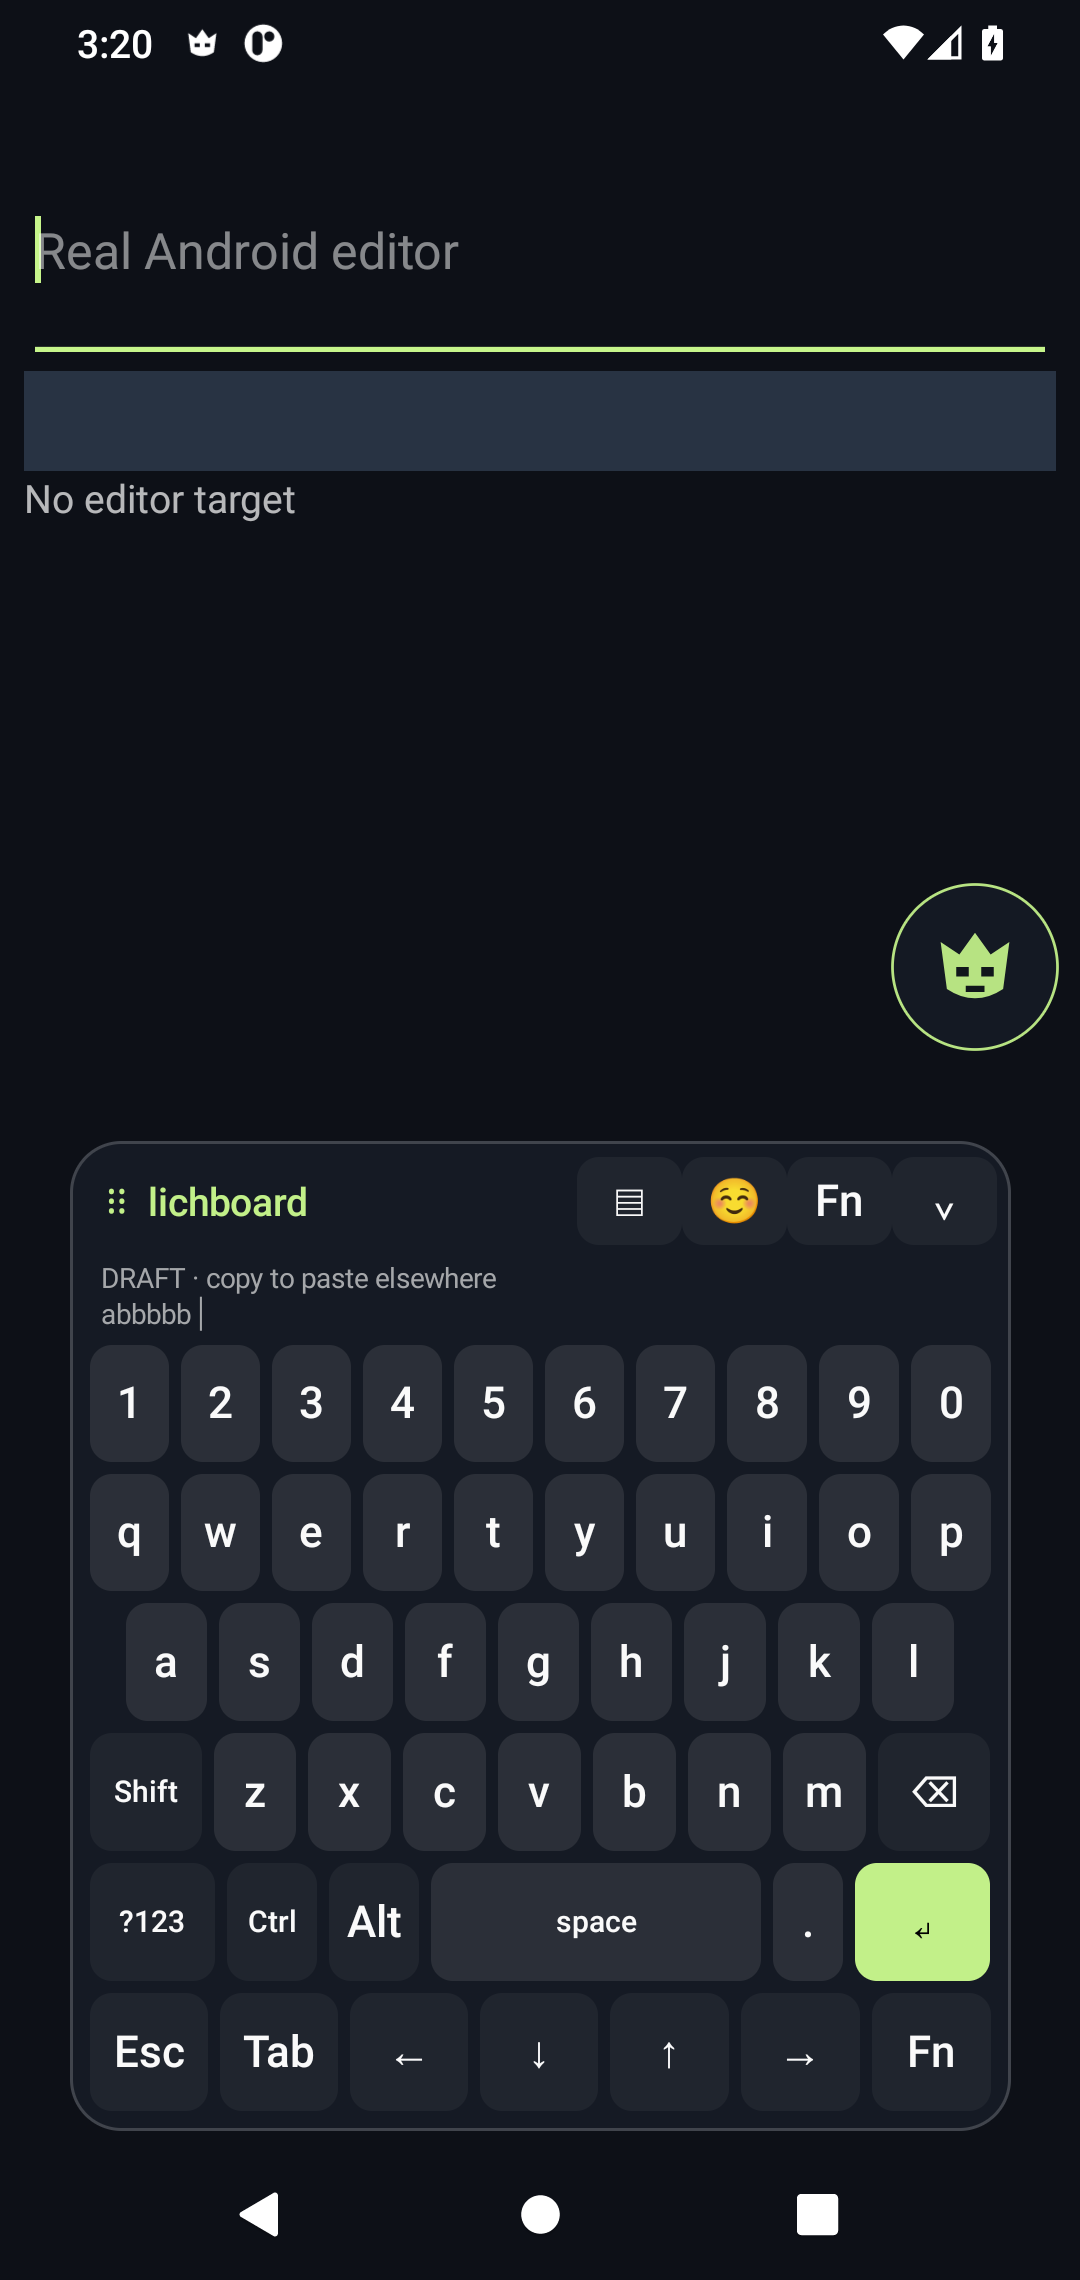 3:20
Real Android editor
No editor target
lichboard
Fn
DRAFT · copy to paste elsewhere
abbbbb
1 2 3 4 5 6 7 8 9 0
q w e r t y u i o p
a s d f g h j k l
Shift z x c v b n m
?123 Ctrl Alt space . ↵
Esc Tab ← ↓ ↑ → Fn